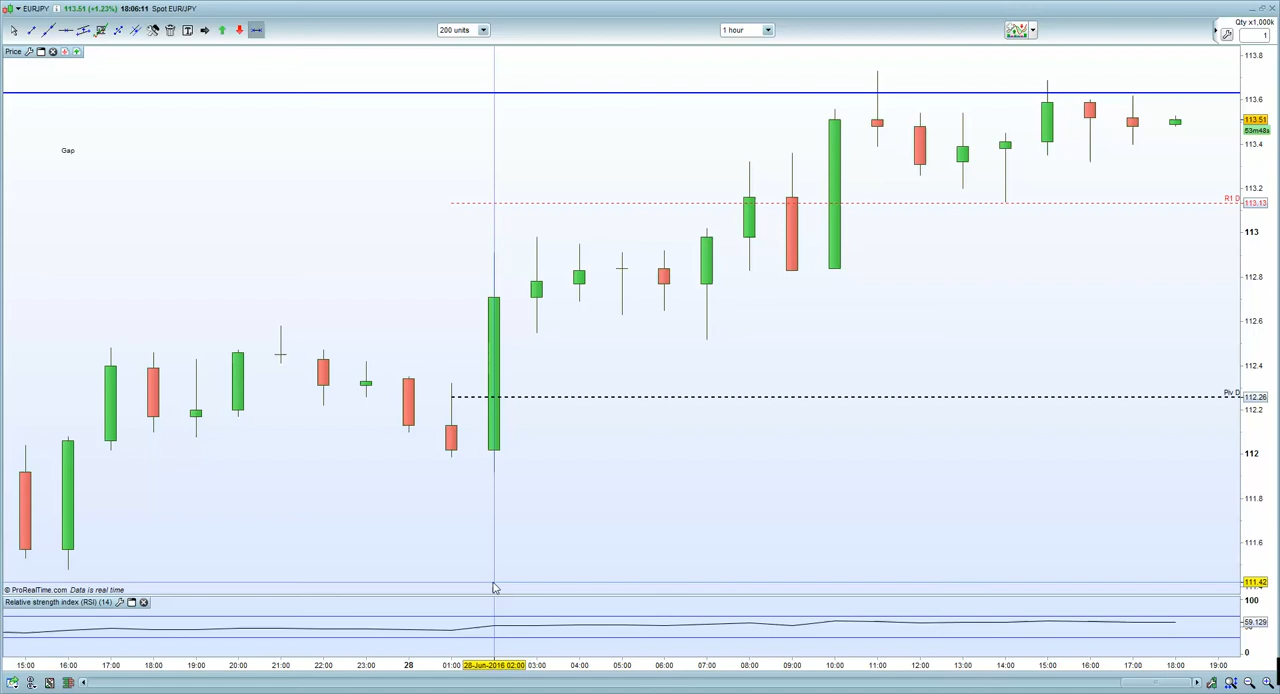 EURJPY 113.51 (+1.23%) 18:06:11 Spot EURJPY
200 units
1 hour
Qty x1,000k
1
Price
113.8
113.6
113.51
53m48s
113.4
113.2
R1 D 113.13
113
112.8
112.6
112.4
Piv D 112.26
112.2
112
111.8
111.6
111.42
Gap
© ProRealTime.com Data is real time
Relative strength index (RSI) (14)
100
59.129
0
15:00 16:00 17:00 18:00 19:00 20:00 21:00 22:00 23:00 28 01:00 28-Jun-2016 02:00 03:00 04:00 05:00 06:00 07:00 08:00 09:00 10:00 11:00 12:00 13:00 14:00 15:00 16:00 17:00 18:00 19:00